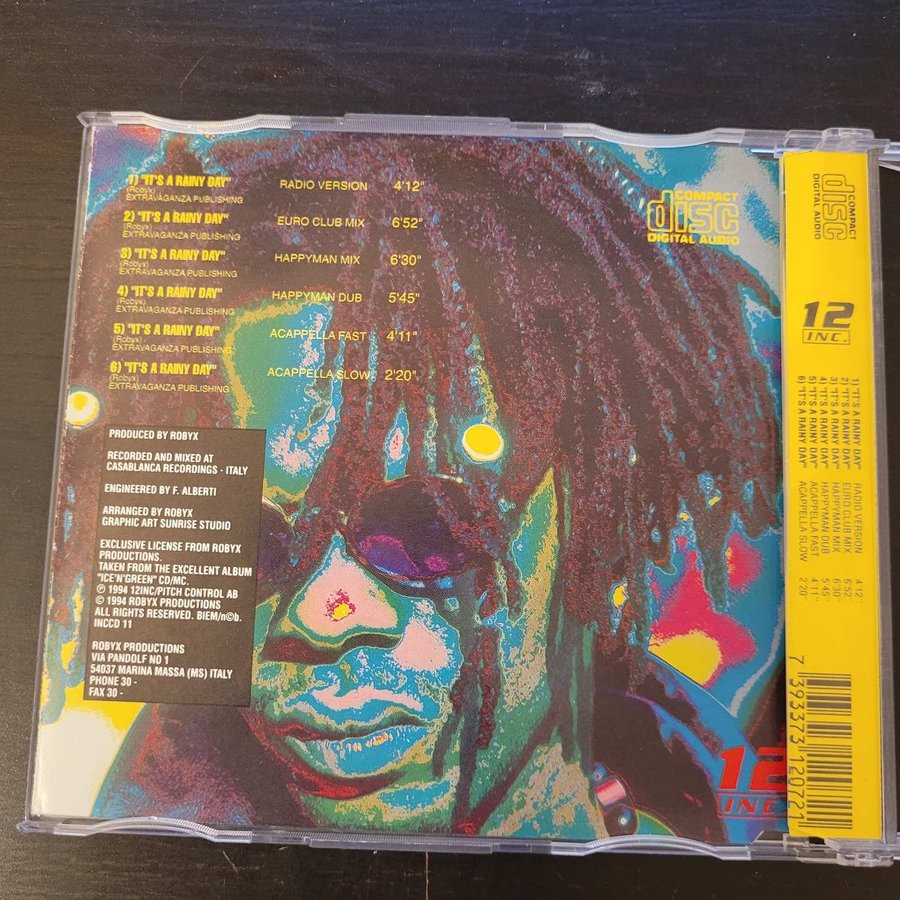 1) "IT'S A RAINY DAY" RADIO VERSION 4'12"
(Robyx)
EXTRAVAGANZA PUBLISHING
2) "IT'S A RAINY DAY" EURO CLUB MIX 6'52"
(Robyx)
EXTRAVAGANZA PUBLISHING
3) "IT'S A RAINY DAY" HAPPYMAN MIX 6'30"
(Robyx)
EXTRAVAGANZA PUBLISHING
4) "IT'S A RAINY DAY" HAPPYMAN DUB 5'45"
(Robyx)
EXTRAVAGANZA PUBLISHING
5) "IT'S A RAINY DAY" ACAPPELLA FAST 4'11"
(Robyx)
EXTRAVAGANZA PUBLISHING
6) "IT'S A RAINY DAY" ACAPPELLA SLOW 2'20"
(Robyx)
EXTRAVAGANZA PUBLISHING
COMPACT
disc
DIGITAL AUDIO
PRODUCED BY ROBYX
RECORDED AND MIXED AT
CASABLANCA RECORDINGS - ITALY
ENGINEERED BY F. ALBERTI
ARRANGED BY ROBYX
GRAPHIC ART SUNRISE STUDIO
EXCLUSIVE LICENSE FROM ROBYX
PRODUCTIONS.
TAKEN FROM THE EXCELLENT ALBUM
"ICE'N'GREEN" CD/MC.
℗ 1994 12INC/PITCH CONTROL AB
© 1994 ROBYX PRODUCTIONS
ALL RIGHTS RESERVED. BIEM/n©b.
INCCD 11
ROBYX PRODUCTIONS
VIA PANDOLF NO 1
54037 MARINA MASSA (MS) ITALY
PHONE 30 -
FAX 30 -
12
INC.
COMPACT
disc
DIGITAL AUDIO
12
INC.
1) "IT'S A RAINY DAY" RADIO VERSION 4'12"
2) "IT'S A RAINY DAY" EURO CLUB MIX 6'52"
3) "IT'S A RAINY DAY" HAPPYMAN MIX 6'30"
4) "IT'S A RAINY DAY" HAPPYMAN DUB 5'45"
5) "IT'S A RAINY DAY" ACAPPELLA FAST 4'11"
6) "IT'S A RAINY DAY" ACAPPELLA SLOW 2'20"
7 393373 120721